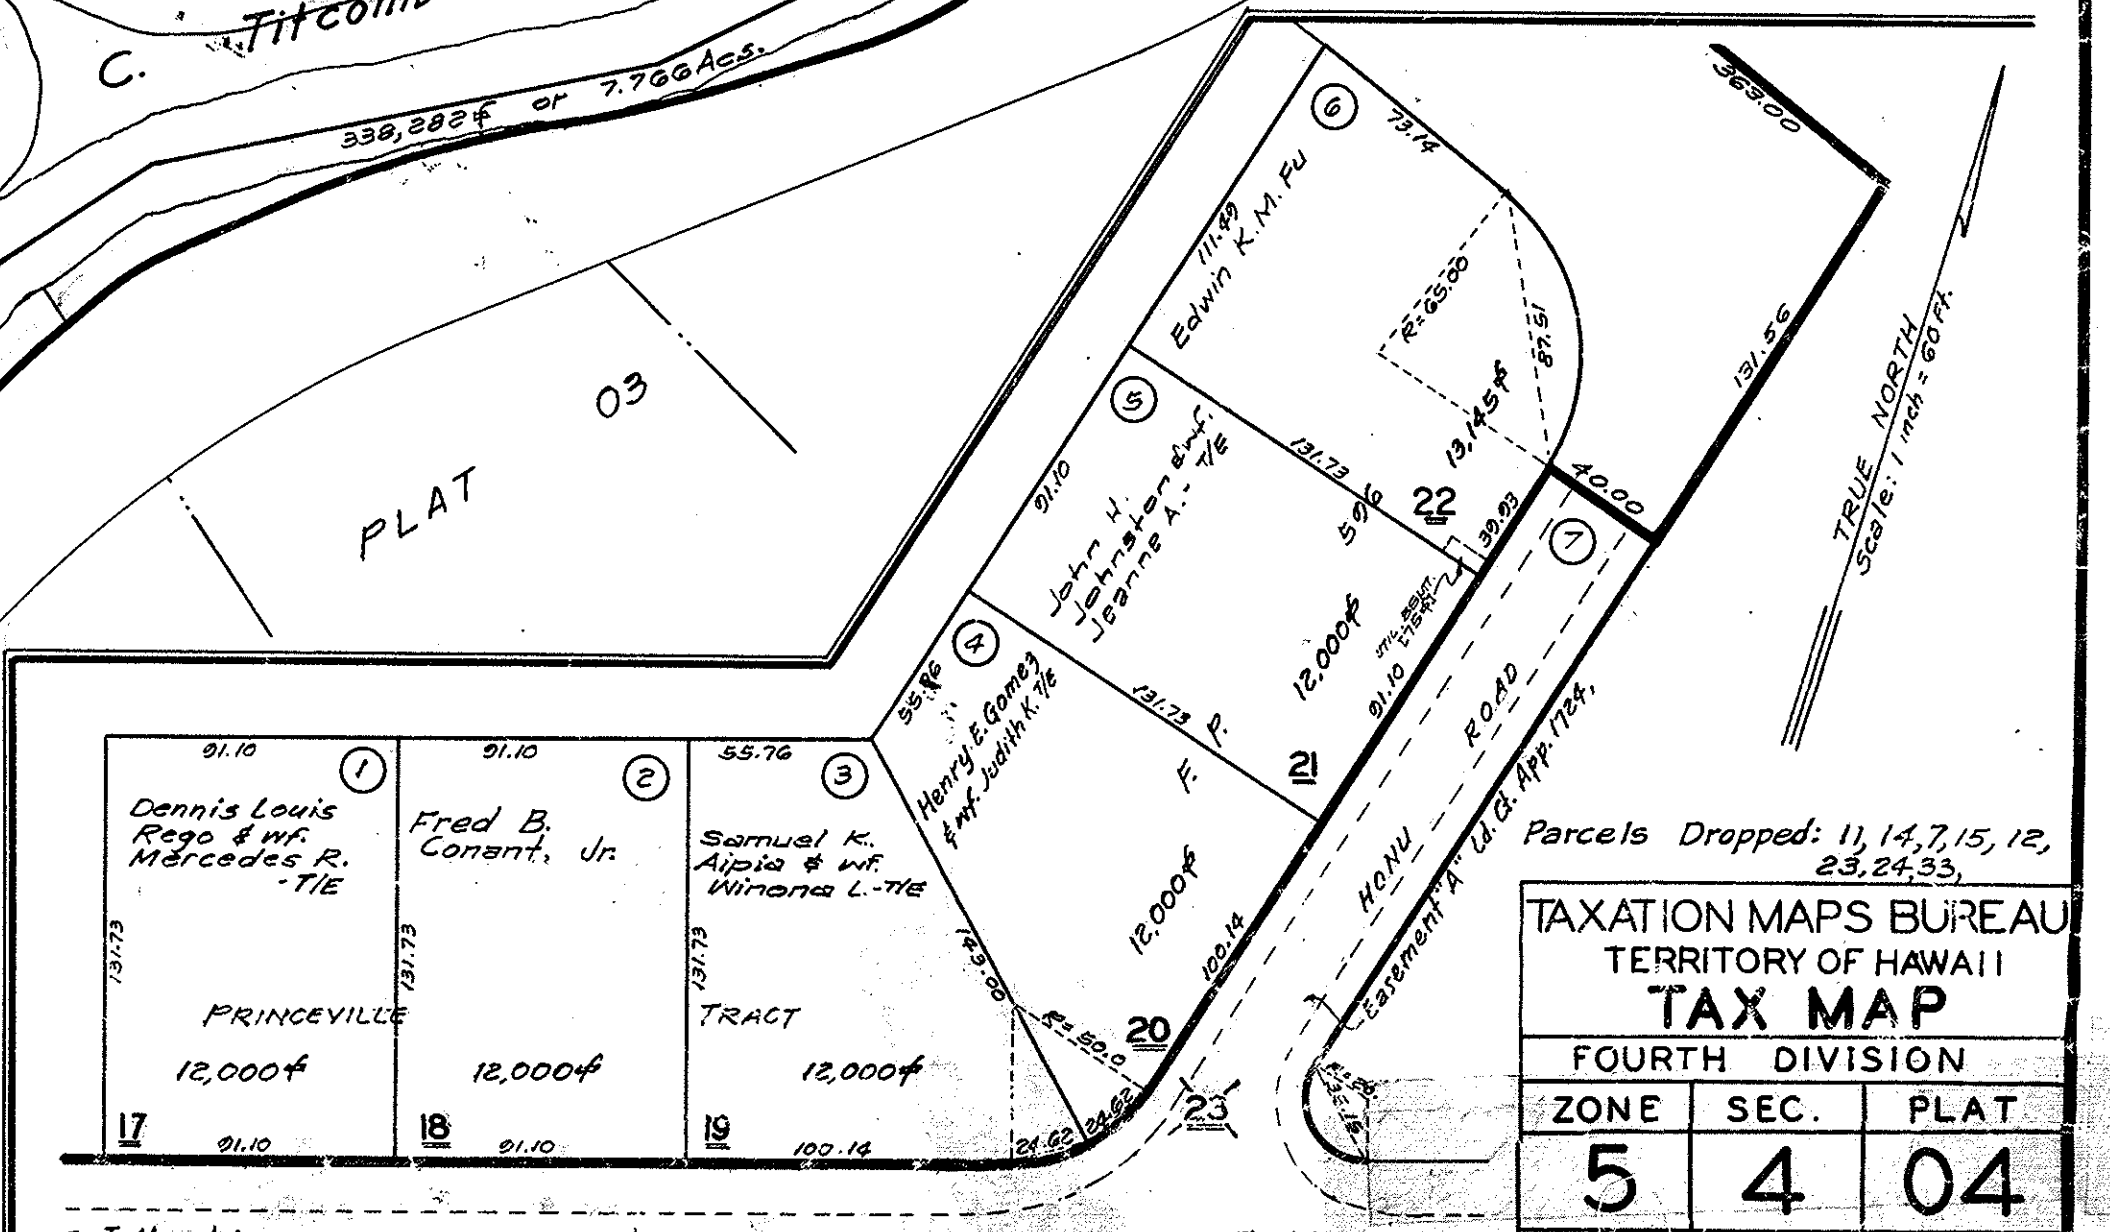 C.
Titcomb
338,282⌿ or 7.766 Acs.
PLAT 03
6
73.14
363.00
111.49
Edwin K.M. Fu
R=65.00
87.51
13,145⌿
22
39.93
131.56
TRUE NORTH
Scale: 1 inch = 60 Ft.
40.00
7
5
91.10
131.73
John H.
Johnston & wf.
Jeanne A.- T/E
596
12,000⌿
UTIL. ESMT.
91.10
21
4
55.86
131.73
Henry E. Gomez
& wf. Judith K. T/E
F. P.
12,000⌿
100.14
20
HONU ROAD
Easement "A" Ld. Ct. App. 1724,
149.00
R=50.0
24.62
24.62
23
91.10
1
Dennis Louis
Rego & wf.
Mercedes R.
- T/E
131.73
12,000⌿
17
91.10
91.10
2
Fred B.
Conant, Jr.
131.73
12,000⌿
18
91.10
55.76
3
Samuel K.
Aipia & wf.
Winona L.-T/E
131.73
12,000⌿
19
100.14
PRINCEVILLE TRACT
Parcels Dropped: 11, 14, 7, 15, 12,
23, 24, 33,
TAXATION MAPS BUREAU
TERRITORY OF HAWAII
TAX MAP
FOURTH DIVISION
ZONE SEC. PLAT
5 4 04